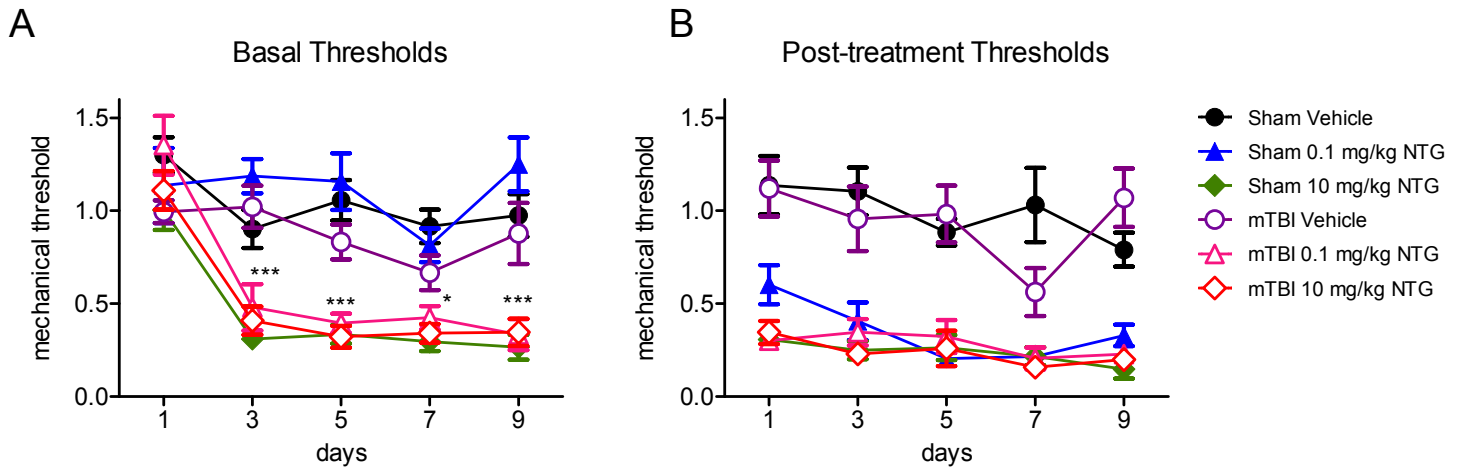 A
Basal Thresholds
mechanical threshold
1.5
1.0
0.5
0.0
***
***
*
***
1 3 5 7 9
days
B
Post-treatment Thresholds
mechanical threshold
1.5
1.0
0.5
0.0
1 3 5 7 9
days
Sham Vehicle
Sham 0.1 mg/kg NTG
Sham 10 mg/kg NTG
mTBI Vehicle
mTBI 0.1 mg/kg NTG
mTBI 10 mg/kg NTG